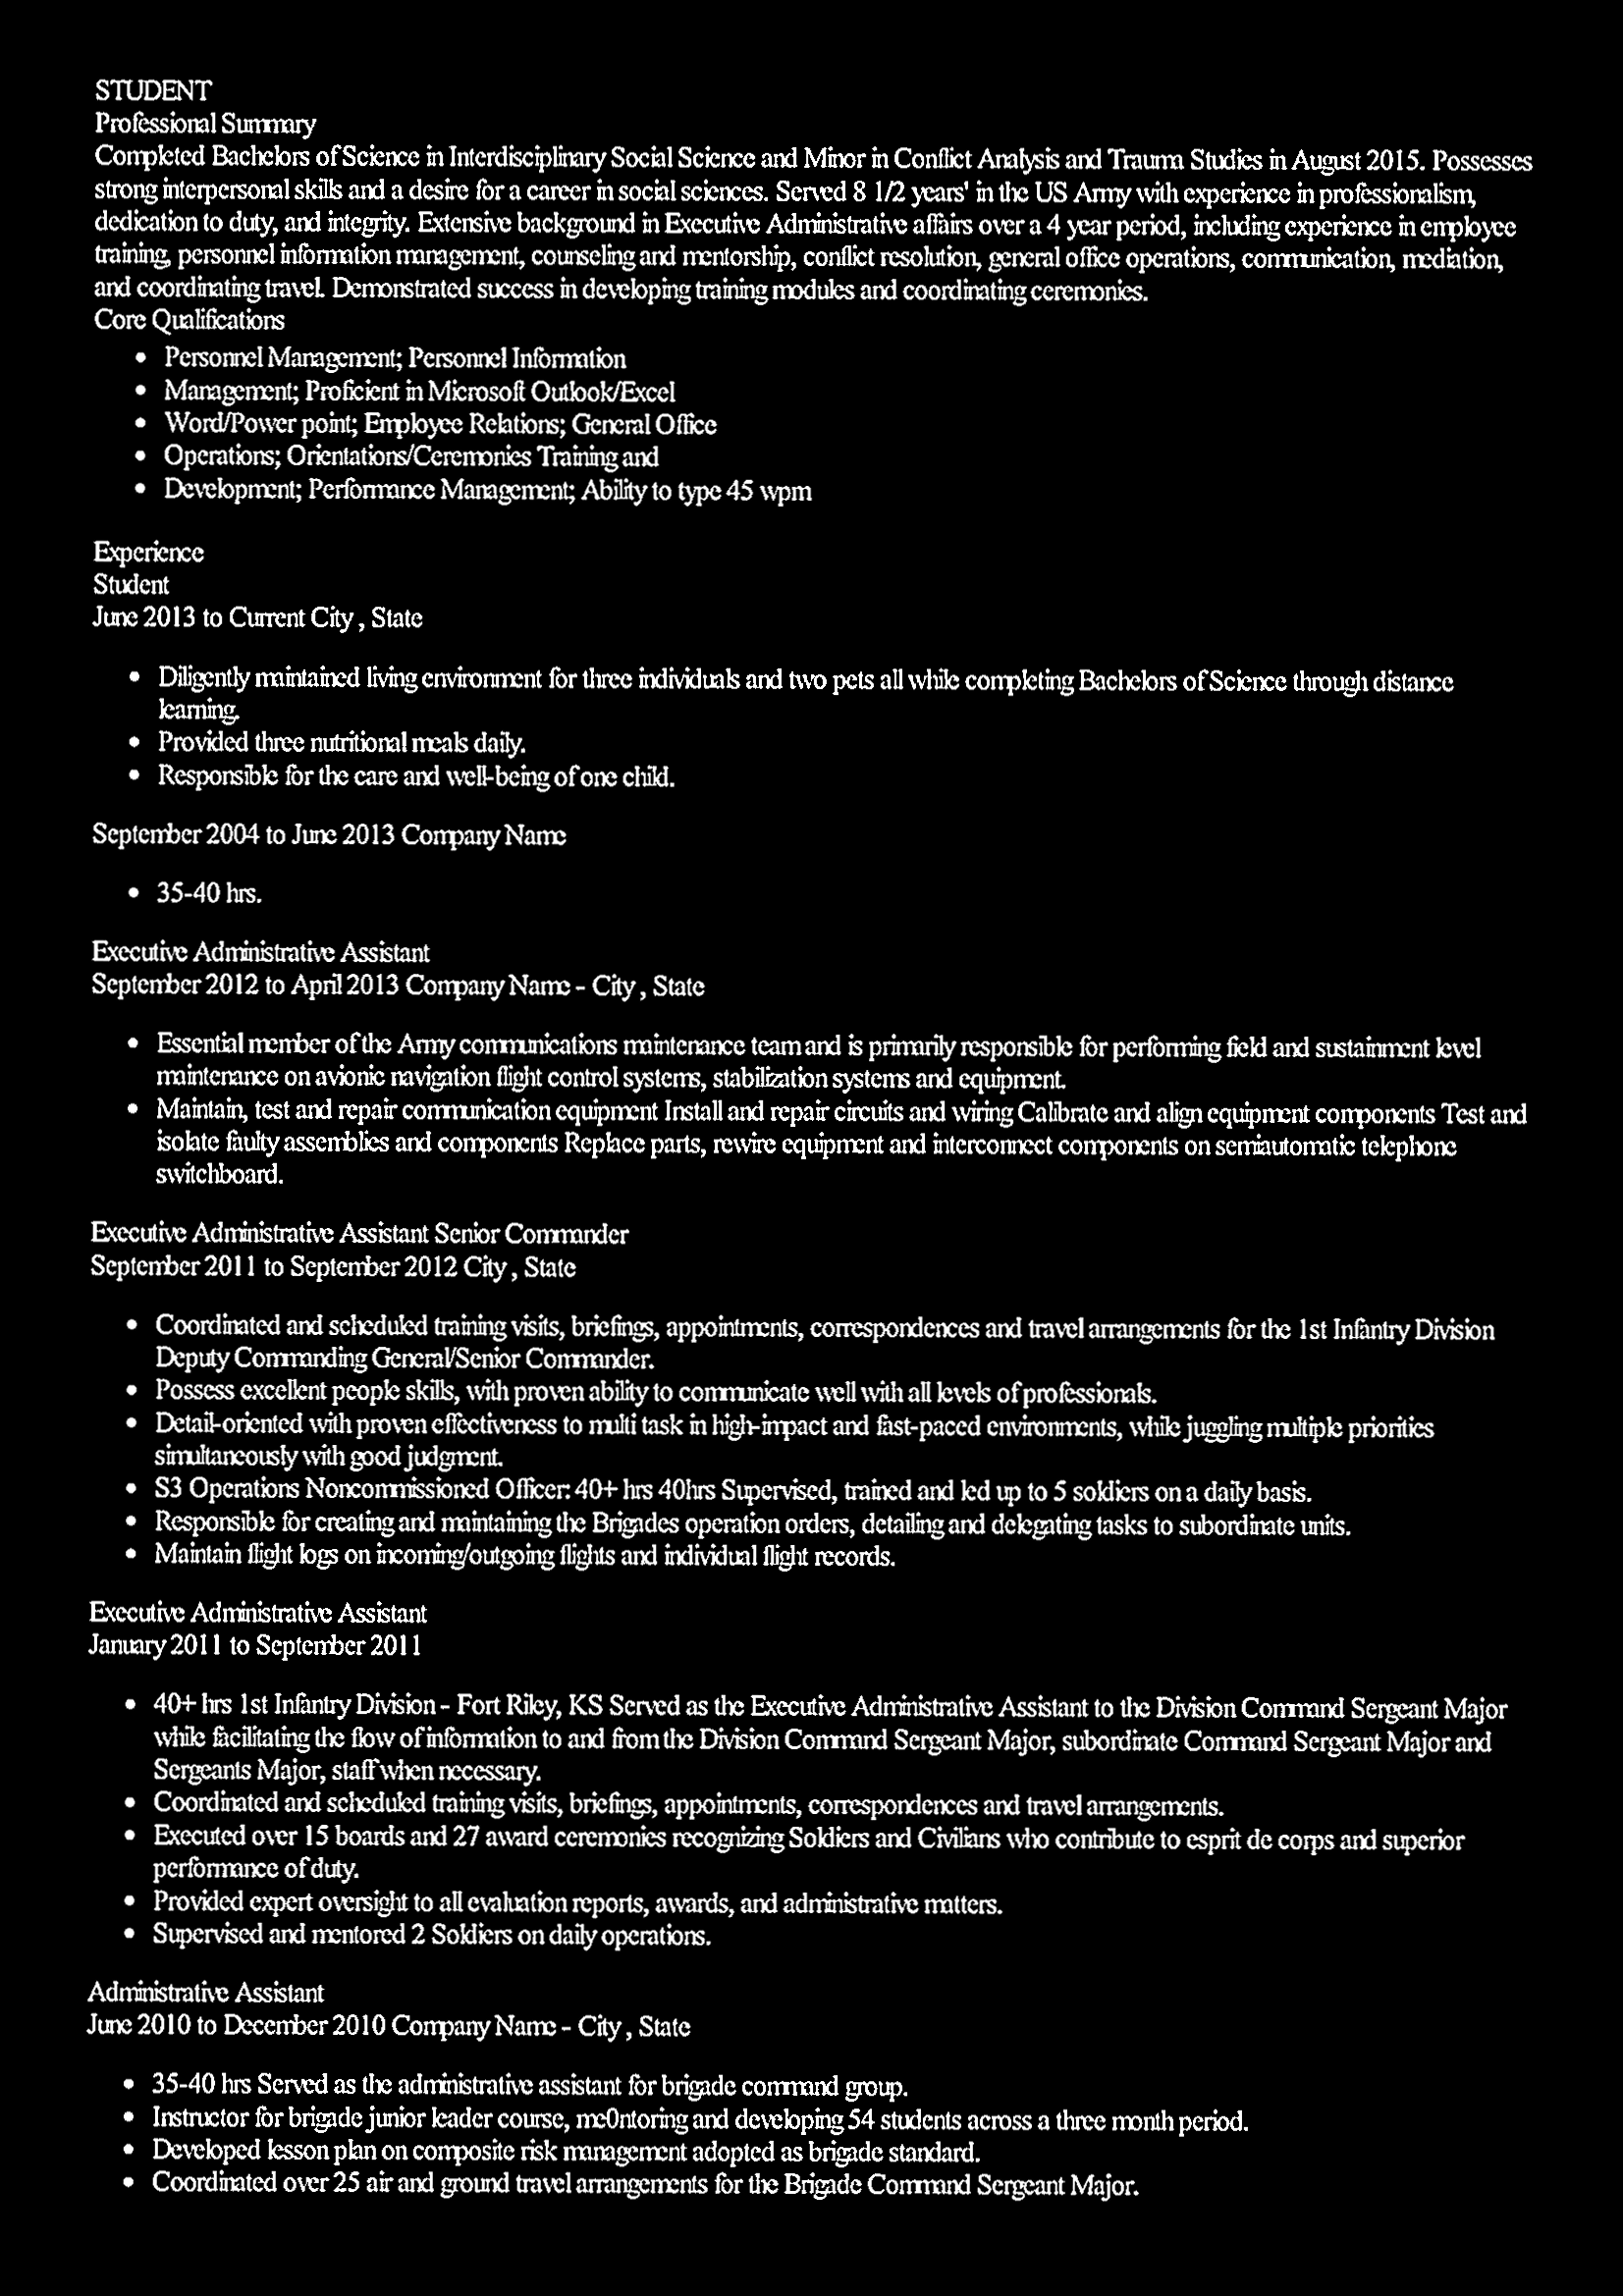 STUDENT
Professional Summary
Completed Bachelors of Science in Interdisciplinary Social Science and Minor in Conflict Analysis and Trauma Studies in August 2015. Possesses
strong interpersonal skills and a desire for a career in social sciences. Served 8 1/2 years' in the US Army with experience in professionalism,
dedication to duty, and integrity. Extensive background in Executive Administrative affairs over a 4 year period, including experience in employee
training, personnel information management, counseling and mentorship, conflict resolution, general office operations, communication, mediation,
and coordinating travel. Demonstrated success in developing training modules and coordinating ceremonies.
Core Qualifications
• Personnel Management; Personnel Information
• Management; Proficient in Microsoft Outlook/Excel
• Word/Power point; Employee Relations; General Office
• Operations; Orientations/Ceremonies Training and
• Development; Performance Management; Ability to type 45 wpm
Experience
Student
June 2013 to Current City , State
• Diligently maintained living environment for three individuals and two pets all while completing Bachelors of Science through distance
learning.
• Provided three nutritional meals daily.
• Responsible for the care and well-being of one child.
September 2004 to June 2013 Company Name
• 35-40 hrs.
Executive Administrative Assistant
September 2012 to April 2013 Company Name - City , State
• Essential member of the Army communications maintenance team and is primarily responsible for performing field and sustainment level
maintenance on avionic navigation flight control systems, stabilization systems and equipment.
• Maintain, test and repair communication equipment Install and repair circuits and wiring Calibrate and align equipment components Test and
isolate faulty assemblies and components Replace parts, rewire equipment and interconnect components on semiautomatic telephone
switchboard.
Executive Administrative Assistant Senior Commander
September 2011 to September 2012 City , State
• Coordinated and scheduled training visits, briefings, appointments, correspondences and travel arrangements for the 1st Infantry Division
Deputy Commanding General/Senior Commander.
• Possess excellent people skills, with proven ability to communicate well with all levels of professionals.
• Detail-oriented with proven effectiveness to multi task in high-impact and fast-paced environments, while juggling multiple priorities
simultaneously with good judgment.
• S3 Operations Noncommissioned Officer: 40+ hrs 40hrs Supervised, trained and led up to 5 soldiers on a daily basis.
• Responsible for creating and maintaining the Brigades operation orders, detailing and delegating tasks to subordinate units.
• Maintain flight logs on incoming/outgoing flights and individual flight records.
Executive Administrative Assistant
January 2011 to September 2011
• 40+ hrs 1st Infantry Division - Fort Riley, KS Served as the Executive Administrative Assistant to the Division Command Sergeant Major
while facilitating the flow of information to and from the Division Command Sergeant Major, subordinate Command Sergeant Major and
Sergeants Major, staff when necessary.
• Coordinated and scheduled training visits, briefings, appointments, correspondences and travel arrangements.
• Executed over 15 boards and 27 award ceremonies recognizing Soldiers and Civilians who contribute to esprit de corps and superior
performance of duty.
• Provided expert oversight to all evaluation reports, awards, and administrative matters.
• Supervised and mentored 2 Soldiers on daily operations.
Administrative Assistant
June 2010 to December 2010 Company Name - City , State
• 35-40 hrs Served as the administrative assistant for brigade command group.
• Instructor for brigade junior leader course, me0ntoring and developing 54 students across a three month period.
• Developed lesson plan on composite risk management adopted as brigade standard.
• Coordinated over 25 air and ground travel arrangements for the Brigade Command Sergeant Major.